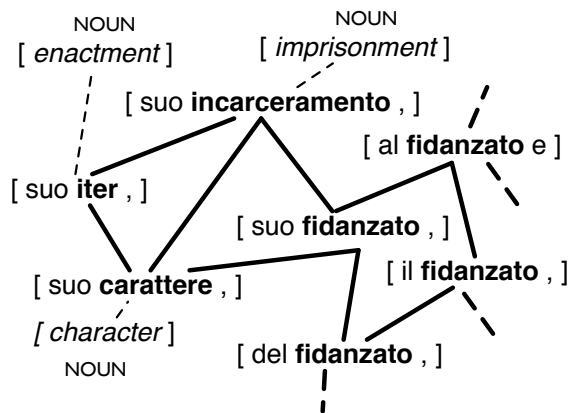 NOUN
[ enactment ]
NOUN
[ imprisonment ]
[ suo incarceramento , ]
[ al fidanzato e ]
[ suo iter , ]
[ suo fidanzato , ]
[ il fidanzato , ]
[ suo carattere , ]
[ character ]
NOUN
[ del fidanzato , ]